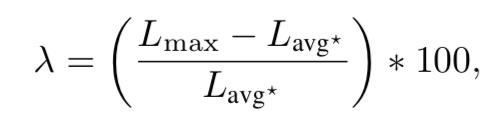 λ = ( (L_max − L_avg⋆) / L_avg⋆ ) * 100,